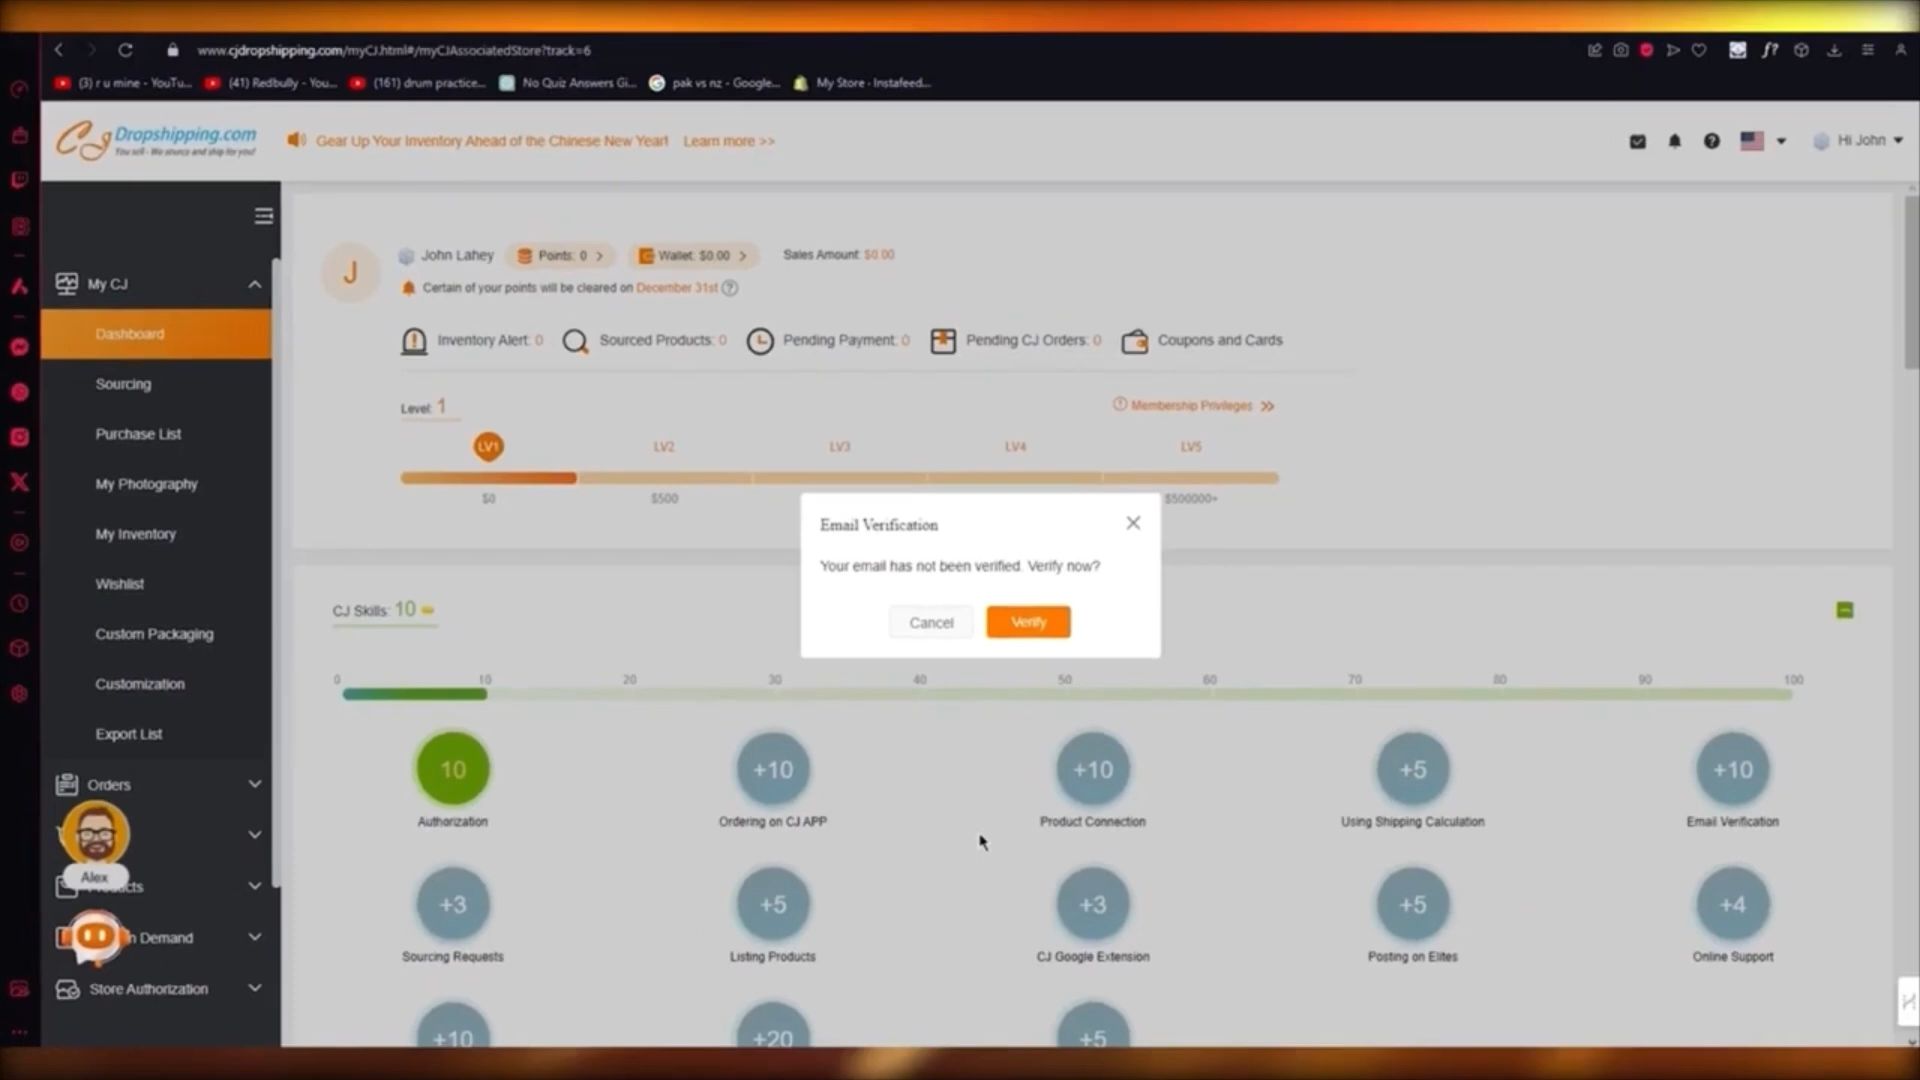 www.cjdropshipping.com/myCJ.html#/myCJAssociatedStore?track=6
(3) r u mine - YouTu... (41) Redbully - You... (161) drum practice... No Quiz Answers Gi... pak vs nz - Google... My Store · Instafeed...
CJ Dropshipping.com
You sell - We source and ship for you!
Gear Up Your Inventory Ahead of the Chinese New Year! Learn more >>
Hi John
My CJ
Dashboard
Sourcing
Purchase List
My Photography
My Inventory
Wishlist
Custom Packaging
Customization
Export List
Orders
Alex
n Demand
Store Authorization
J
John Lahey Points: 0 > Wallet: $0.00 > Sales Amount: $0.00
Certain of your points will be cleared on December 31st ?
Inventory Alert: 0 Sourced Products: 0 Pending Payment: 0 Pending CJ Orders: 0 Coupons and Cards
Level: 1 Membership Privileges >>
LV1 LV2 LV3 LV4 LV5
$0 $500 $500000+
Email Verification
Your email has not been verified. Verify now?
Cancel Verify
CJ Skills: 10
0 10 20 30 40 50 60 70 80 90 100
10 +10 +10 +5 +10
Authorization Ordering on CJ APP Product Connection Using Shipping Calculation Email Verification
+3 +5 +3 +5 +4
Sourcing Requests Listing Products CJ Google Extension Posting on Elites Online Support
+10 +20 +5